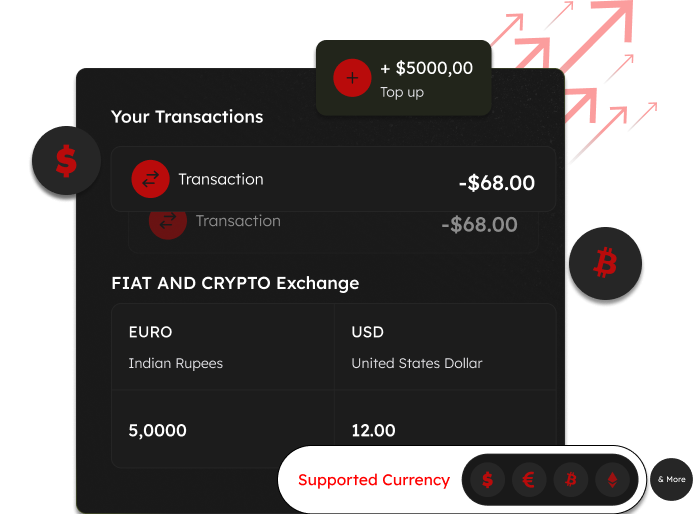 + $5000,00
Top up
Your Transactions
Transaction
-$68.00
Transaction
-$68.00
FIAT AND CRYPTO Exchange
EURO
USD
Indian Rupees
United States Dollar
5,0000
12.00
Supported Currency
& More